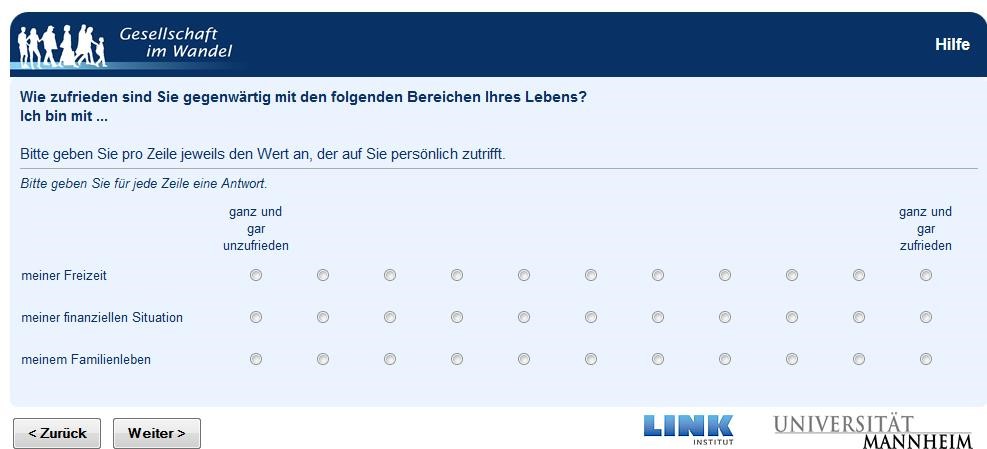 Gesellschaft
im Wandel
Hilfe
Wie zufrieden sind Sie gegenwärtig mit den folgenden Bereichen Ihres Lebens?
Ich bin mit ...
Bitte geben Sie pro Zeile jeweils den Wert an, der auf Sie persönlich zutrifft.
Bitte geben Sie für jede Zeile eine Antwort.
ganz und
gar
unzufrieden
ganz und
gar
zufrieden
meiner Freizeit
meiner finanziellen Situation
meinem Familienleben
< Zurück
Weiter >
LINK
INSTITUT
UNIVERSITÄT
MANNHEIM